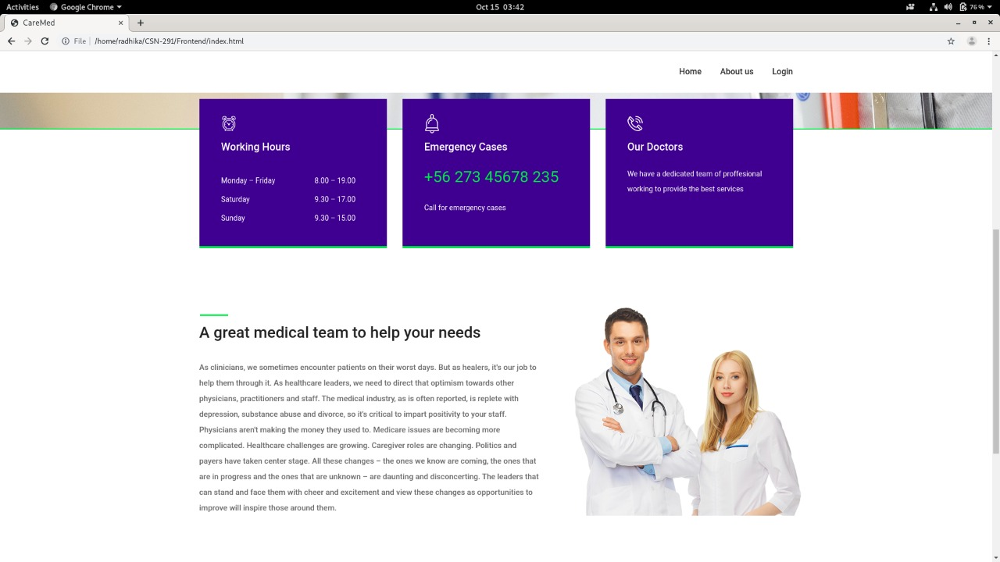 Activities Google Chrome Oct 15 03:42 76 %
CareMed
File /home/radhika/CSN-291/Frontend/index.html
Home About us Login
Working Hours
Monday – Friday 8.00 – 19.00
Saturday 9.30 – 17.00
Sunday 9.30 – 15.00
Emergency Cases
+56 273 45678 235
Call for emergency cases
Our Doctors
We have a dedicated team of proffesional
working to provide the best services
A great medical team to help your needs
As clinicians, we sometimes encounter patients on their worst days. But as healers, it's our job to
help them through it. As healthcare leaders, we need to direct that optimism towards other
physicians, practitioners and staff. The medical industry, as is often reported, is replete with
depression, substance abuse and divorce, so it's critical to impart positivity to your staff.
Physicians aren't making the money they used to. Medicare issues are becoming more
complicated. Healthcare challenges are growing. Caregiver roles are changing. Politics and
payers have taken center stage. All these changes – the ones we know are coming, the ones that
are in progress and the ones that are unknown – are daunting and disconcerting. The leaders that
can stand and face them with cheer and excitement and view these changes as opportunities to
improve will inspire those around them.